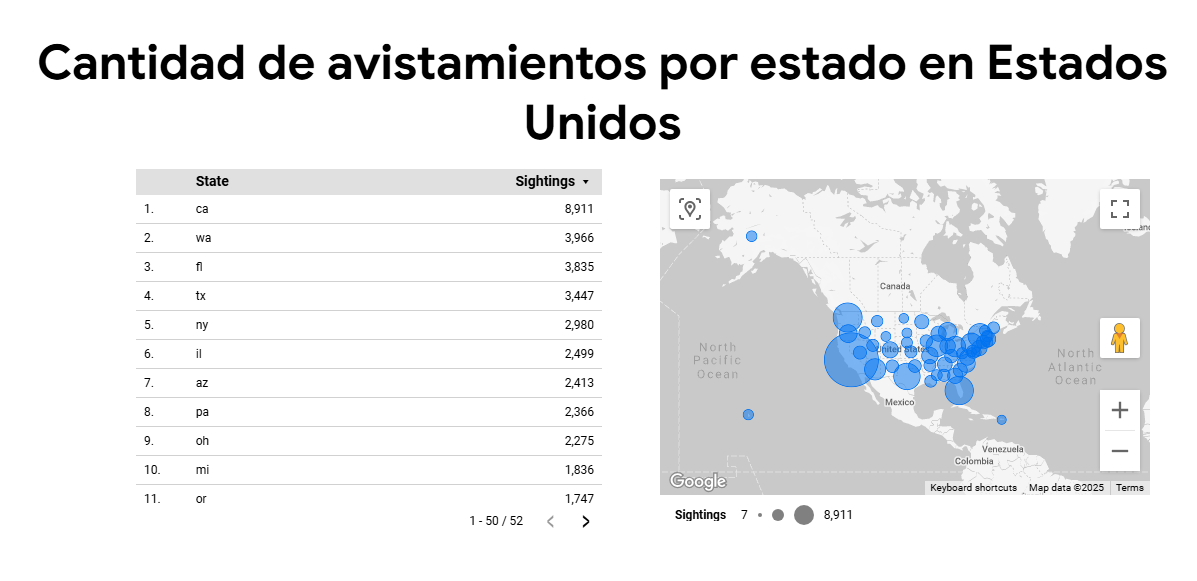 Cantidad de avistamientos por estado en Estados
Unidos
State Sightings
1. ca 8,911
2. wa 3,966
3. fl 3,835
4. tx 3,447
5. ny 2,980
6. il 2,499
7. az 2,413
8. pa 2,366
9. oh 2,275
10. mi 1,836
11. or 1,747
1 - 50 / 52
Canada
North
Pacific
Ocean
United States
North
Atlantic
Ocean
Mexico
Venezuela
Colombia
Google
Keyboard shortcuts Map data ©2025 Terms
Sightings 7 8,911